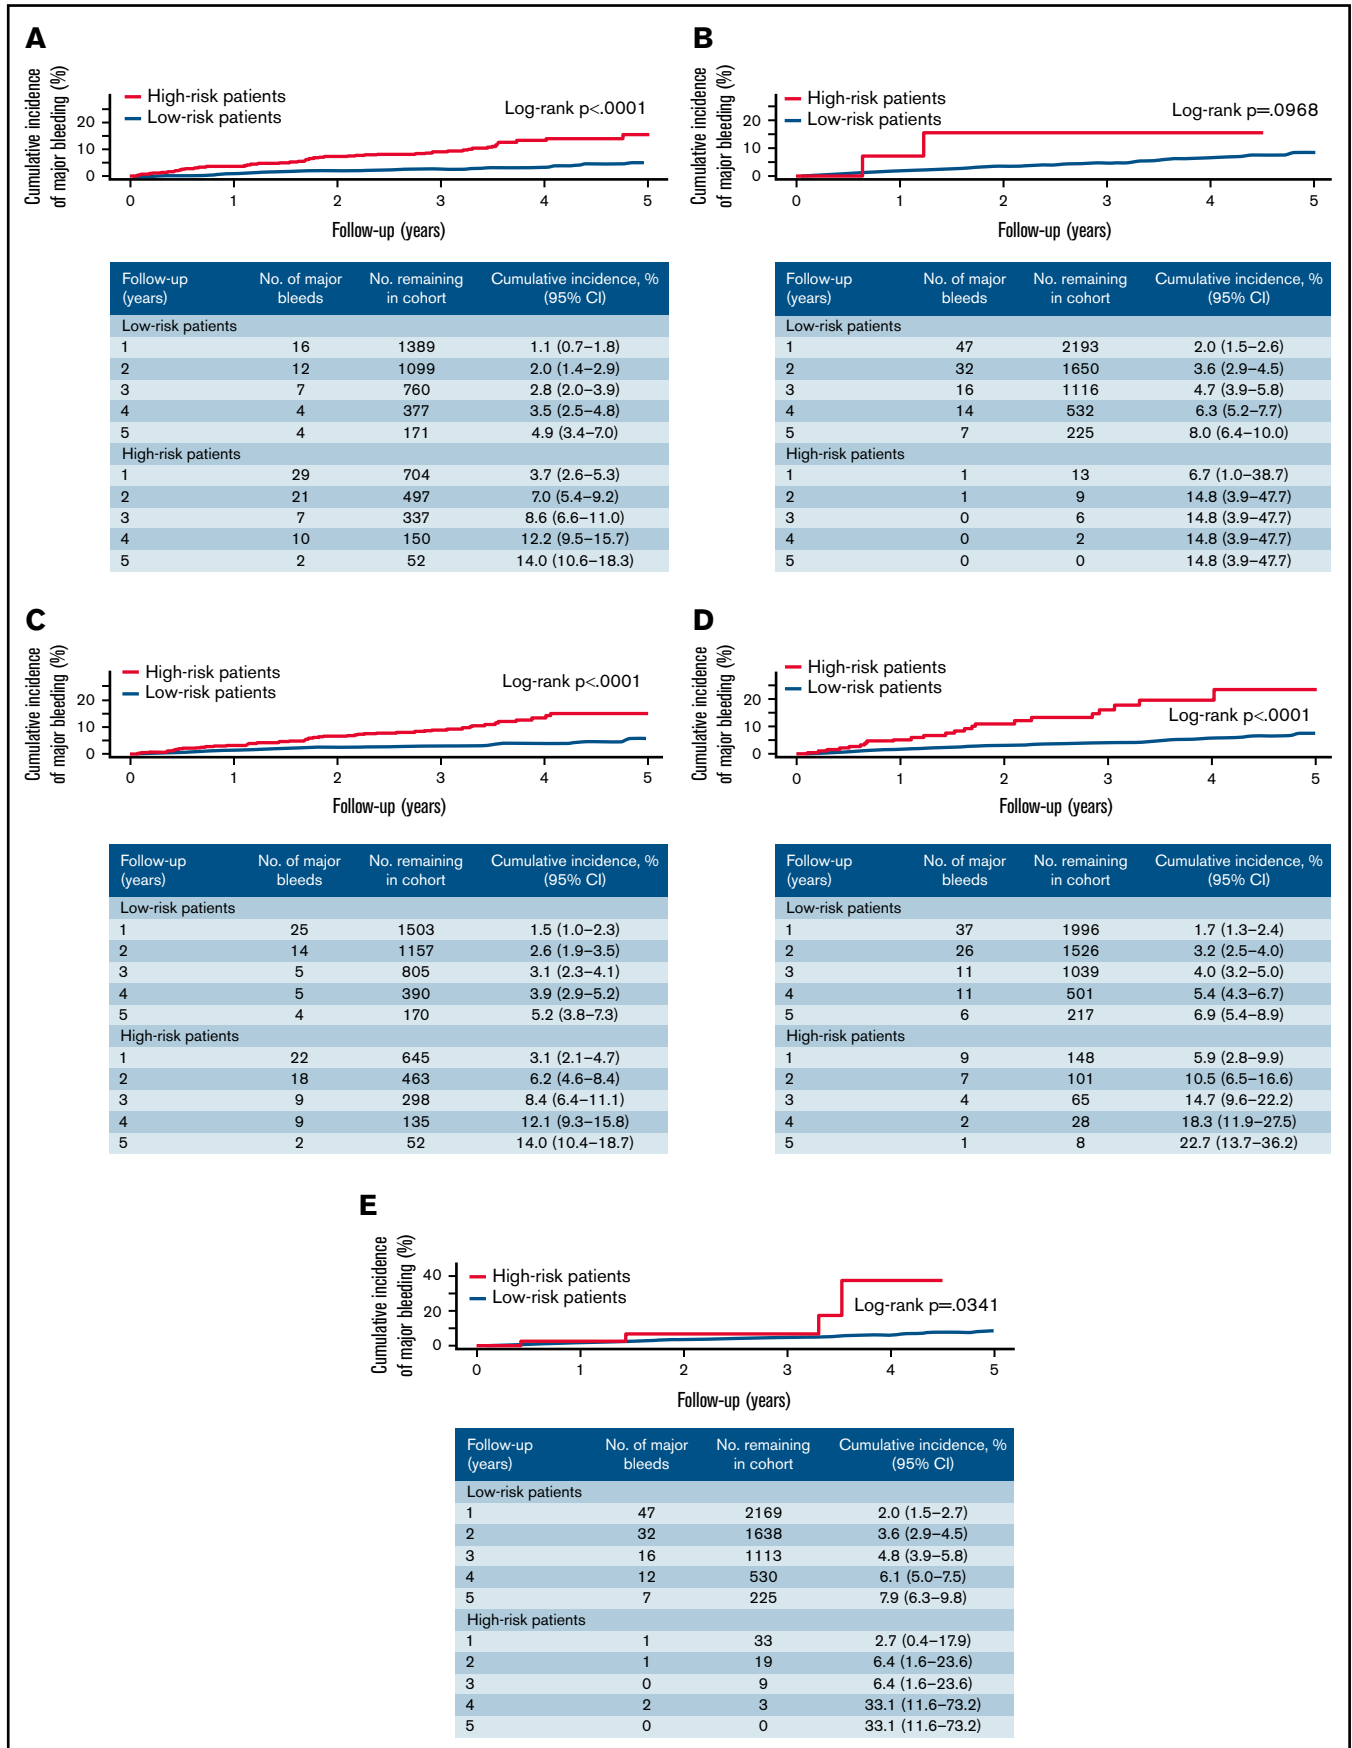 A
Cumulative incidence
of major bleeding (%)
High-risk patients
Low-risk patients
Log-rank p<.0001
20
10
0
0 1 2 3 4 5
Follow-up (years)
Follow-up (years) No. of major bleeds No. remaining in cohort Cumulative incidence, % (95% CI)
Low-risk patients
1 16 1389 1.1 (0.7–1.8)
2 12 1099 2.0 (1.4–2.9)
3 7 760 2.8 (2.0–3.9)
4 4 377 3.5 (2.5–4.8)
5 4 171 4.9 (3.4–7.0)
High-risk patients
1 29 704 3.7 (2.6–5.3)
2 21 497 7.0 (5.4–9.2)
3 7 337 8.6 (6.6–11.0)
4 10 150 12.2 (9.5–15.7)
5 2 52 14.0 (10.6–18.3)
B
Cumulative incidence
of major bleeding (%)
High-risk patients
Low-risk patients
Log-rank p=.0968
20
10
0
0 1 2 3 4 5
Follow-up (years)
Follow-up (years) No. of major bleeds No. remaining in cohort Cumulative incidence, % (95% CI)
Low-risk patients
1 47 2193 2.0 (1.5–2.6)
2 32 1650 3.6 (2.9–4.5)
3 16 1116 4.7 (3.9–5.8)
4 14 532 6.3 (5.2–7.7)
5 7 225 8.0 (6.4–10.0)
High-risk patients
1 1 13 6.7 (1.0–38.7)
2 1 9 14.8 (3.9–47.7)
3 0 6 14.8 (3.9–47.7)
4 0 2 14.8 (3.9–47.7)
5 0 0 14.8 (3.9–47.7)
C
Cumulative incidence
of major bleeding (%)
High-risk patients
Low-risk patients
Log-rank p<.0001
20
10
0
0 1 2 3 4 5
Follow-up (years)
Follow-up (years) No. of major bleeds No. remaining in cohort Cumulative incidence, % (95% CI)
Low-risk patients
1 25 1503 1.5 (1.0–2.3)
2 14 1157 2.6 (1.9–3.5)
3 5 805 3.1 (2.3–4.1)
4 5 390 3.9 (2.9–5.2)
5 4 170 5.2 (3.8–7.3)
High-risk patients
1 22 645 3.1 (2.1–4.7)
2 18 463 6.2 (4.6–8.4)
3 9 298 8.4 (6.4–11.1)
4 9 135 12.1 (9.3–15.8)
5 2 52 14.0 (10.4–18.7)
D
Cumulative incidence
of major bleeding (%)
High-risk patients
Low-risk patients
Log-rank p<.0001
20
10
0
0 1 2 3 4 5
Follow-up (years)
Follow-up (years) No. of major bleeds No. remaining in cohort Cumulative incidence, % (95% CI)
Low-risk patients
1 37 1996 1.7 (1.3–2.4)
2 26 1526 3.2 (2.5–4.0)
3 11 1039 4.0 (3.2–5.0)
4 11 501 5.4 (4.3–6.7)
5 6 217 6.9 (5.4–8.9)
High-risk patients
1 9 148 5.9 (2.8–9.9)
2 7 101 10.5 (6.5–16.6)
3 4 65 14.7 (9.6–22.2)
4 2 28 18.3 (11.9–27.5)
5 1 8 22.7 (13.7–36.2)
E
Cumulative incidence
of major bleeding (%)
High-risk patients
Low-risk patients
Log-rank p=.0341
40
20
0
0 1 2 3 4 5
Follow-up (years)
Follow-up (years) No. of major bleeds No. remaining in cohort Cumulative incidence, % (95% CI)
Low-risk patients
1 47 2169 2.0 (1.5–2.7)
2 32 1638 3.6 (2.9–4.5)
3 16 1113 4.8 (3.9–5.8)
4 12 530 6.1 (5.0–7.5)
5 7 225 7.9 (6.3–9.8)
High-risk patients
1 1 33 2.7 (0.4–17.9)
2 1 19 6.4 (1.6–23.6)
3 0 9 6.4 (1.6–23.6)
4 2 3 33.1 (11.6–73.2)
5 0 0 33.1 (11.6–73.2)